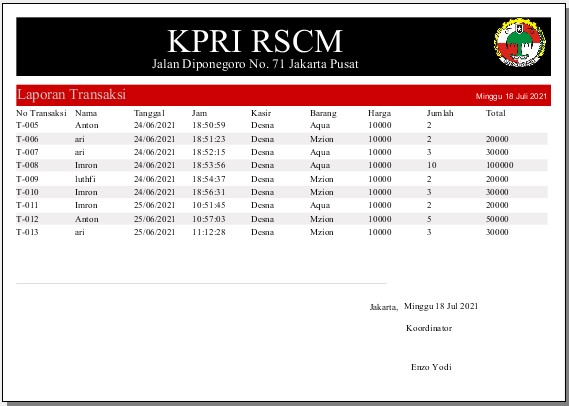 KPRI RSCM
Jalan Diponegoro No. 71 Jakarta Pusat
Laporan Transaksi Minggu 18 Juli 2021
No Transaksi Nama Tanggal Jam Kasir Barang Harga Jumlah Total
T-005 Anton 24/06/2021 18:50:59 Desna Aqua 10000 2
T-006 ari 24/06/2021 18:51:23 Desna Mzion 10000 2 20000
T-007 ari 24/06/2021 18:52:15 Desna Mzion 10000 3 30000
T-008 Imron 24/06/2021 18:53:56 Desna Aqua 10000 10 100000
T-009 luthfi 24/06/2021 18:54:37 Desna Mzion 10000 2 20000
T-010 Imron 24/06/2021 18:56:31 Desna Mzion 10000 3 30000
T-011 Imron 25/06/2021 10:51:45 Desna Aqua 10000 2 20000
T-012 Anton 25/06/2021 10:57:03 Desna Mzion 10000 5 50000
T-013 ari 25/06/2021 11:12:28 Desna Mzion 10000 3 30000
Jakarta, Minggu 18 Jul 2021
Koordinator
Enzo Yodi